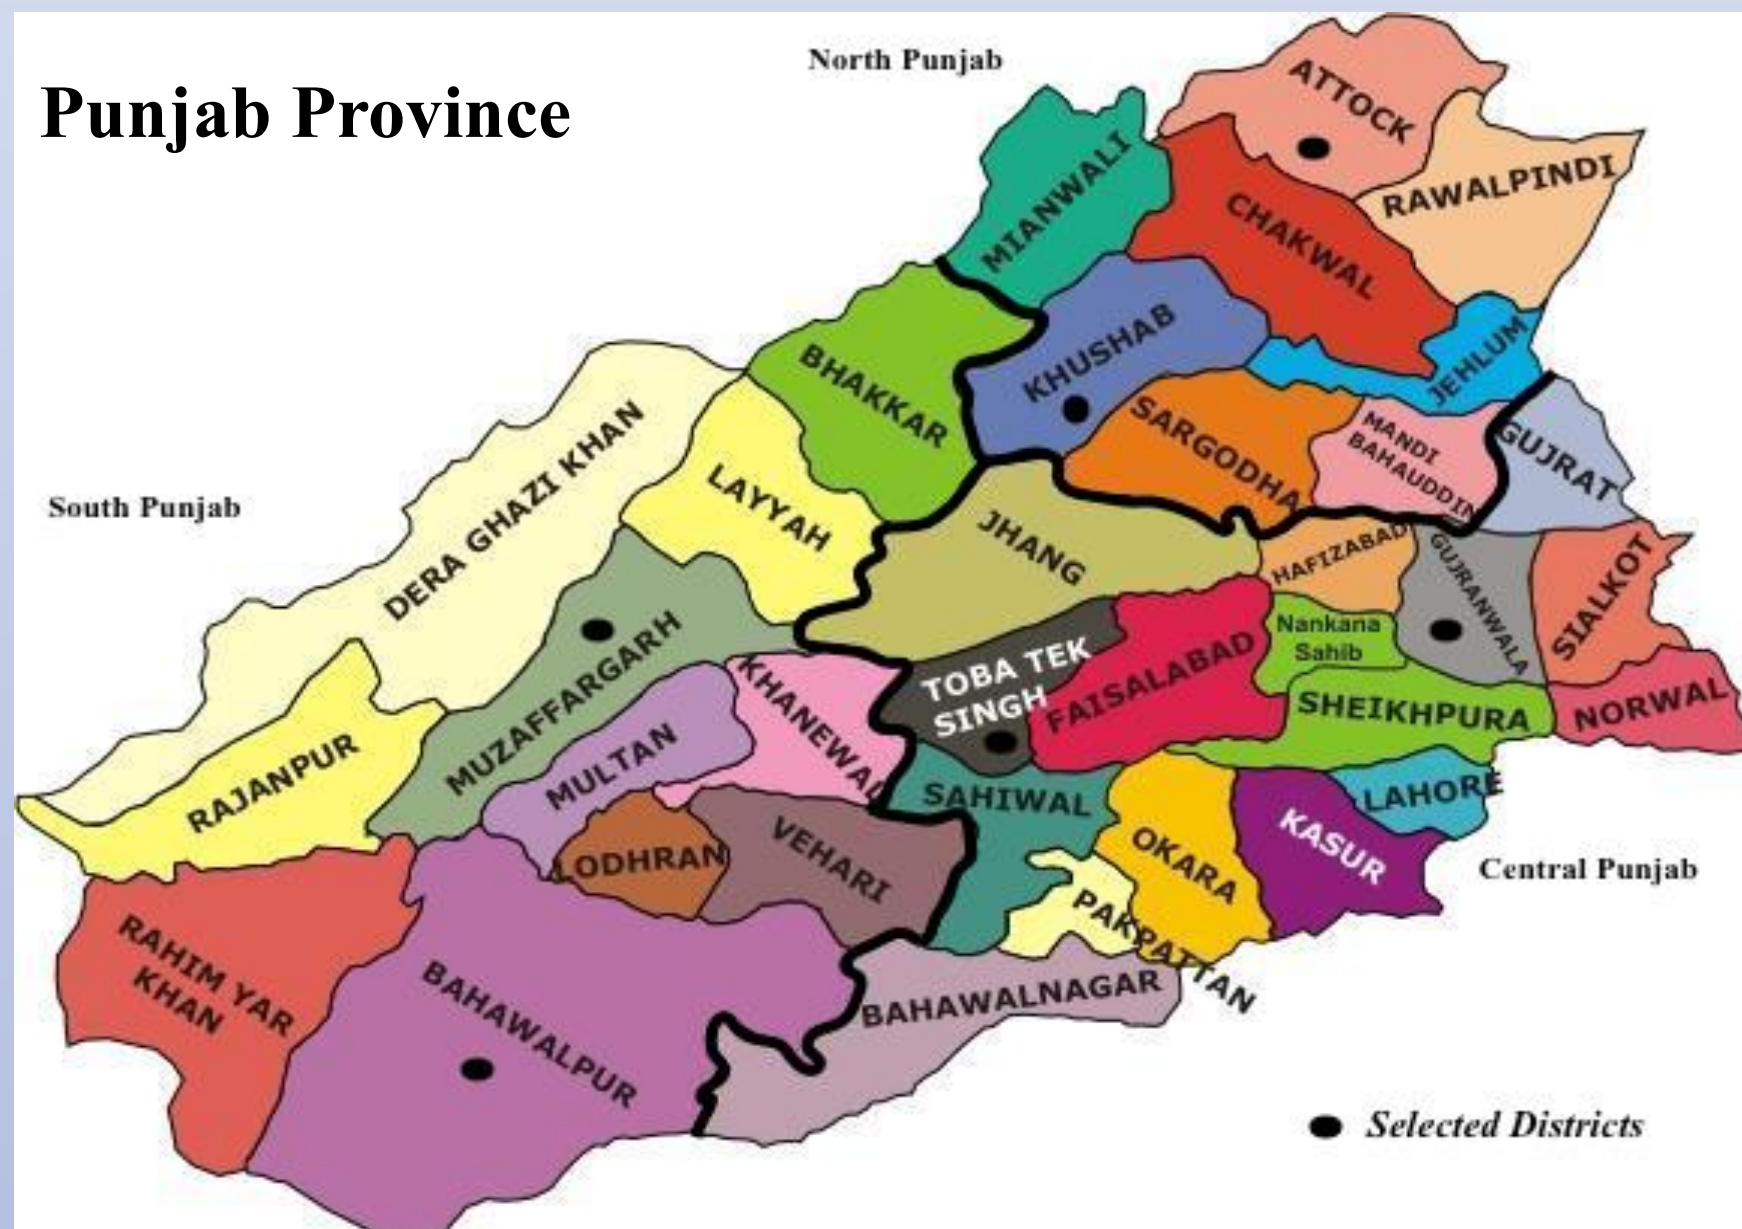 North Punjab
Punjab Province
ATTOCK
RAWALPINDI
MIANWALI
CHAKWAL
KHUSHAB
JEHLUM
BHAKKAR
SARGODHA
MANDI
BAHAUDDIN
GUJRAT
South Punjab
DERA GHAZI KHAN
LAYYAH
JHANG
HAFIZABAD
GUJRANWALA
SIALKOT
Nankana
Sahib
MUZAFFARGARH
TOBA TEK
SINGH
FAISALABAD
KHANEWAL
SHEIKHPURA
NORWAL
RAJANPUR
MULTAN
SAHIWAL
LAHORE
LODHRAN
VEHARI
OKARA
KASUR
Central Punjab
PAKPATTAN
RAHIM YAR
KHAN
BAHAWALPUR
BAHAWALNAGAR
Selected Districts